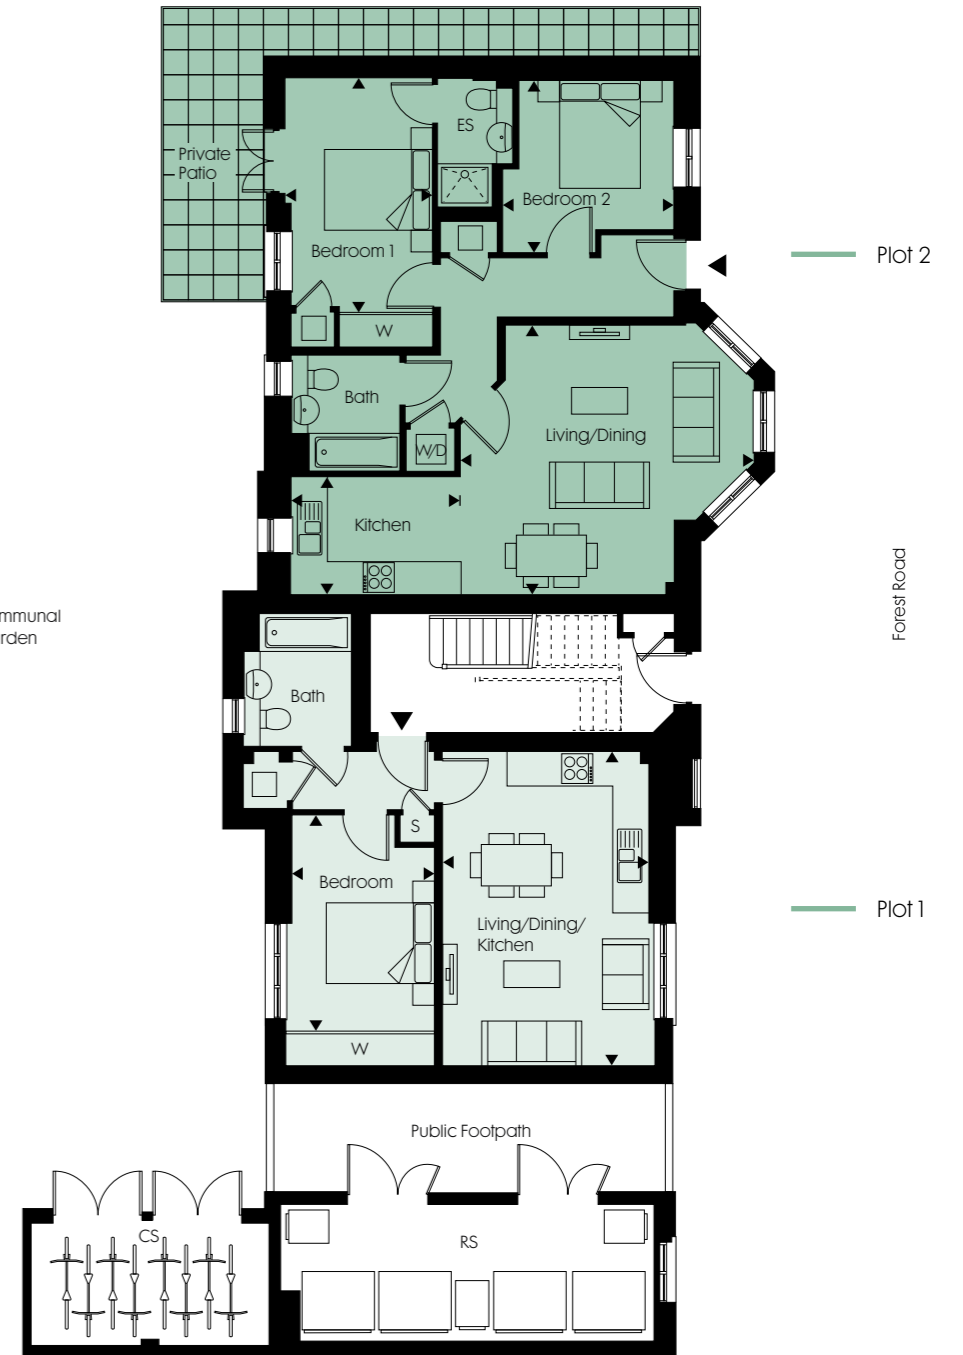 Private
Patio
ES
Bedroom 2
Bedroom 1
Plot 2
W
Bath
W/D
Living/Dining
Kitchen
Forest Road
mmunal
rden
Bath
S
Bedroom
Living/Dining/
Kitchen
Plot 1
W
Public Footpath
CS
RS